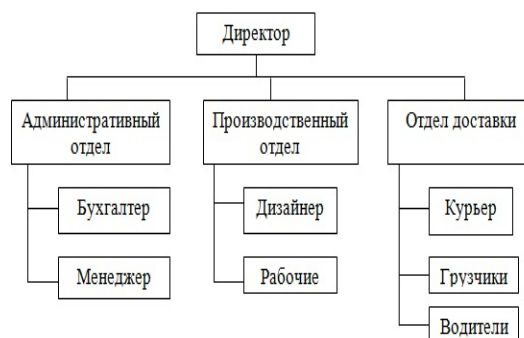 Директор
Административный
отдел
Производственный
отдел
Отдел доставки
Бухгалтер
Дизайнер
Курьер
Менеджер
Рабочие
Грузчики
Водители